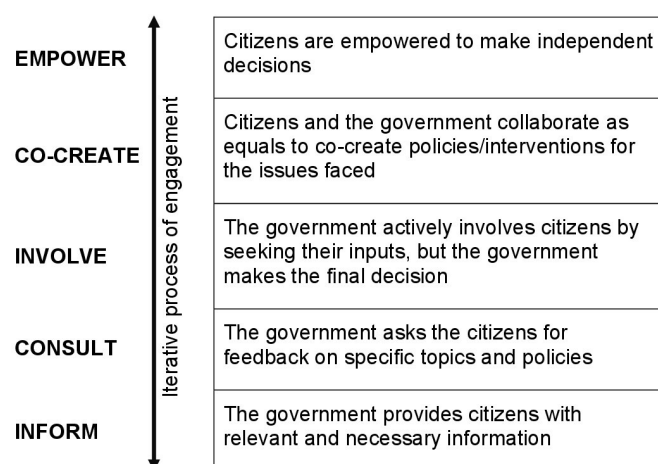 EMPOWER
Citizens are empowered to make independent
decisions
CO-CREATE
Citizens and the government collaborate as
equals to co-create policies/interventions for
the issues faced
INVOLVE
The government actively involves citizens by
seeking their inputs, but the government
makes the final decision
CONSULT
The government asks the citizens for
feedback on specific topics and policies
INFORM
The government provides citizens with
relevant and necessary information
Iterative process of engagement